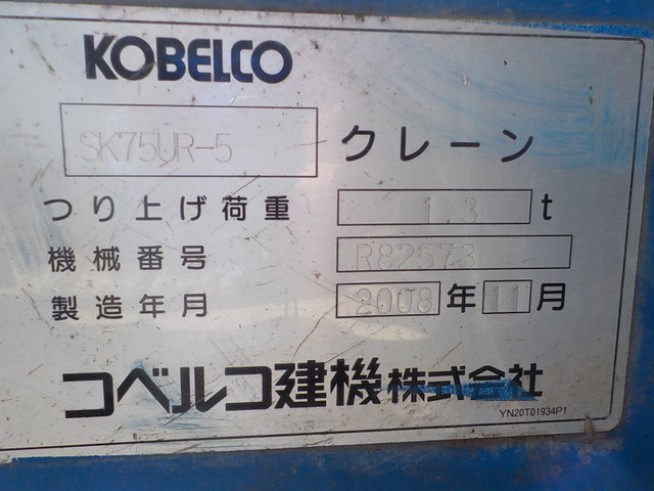 KOBELCO
SK75UR-5 クレーン
つり上げ荷重 1.3 t
機械番号 R82573
製造年月 2008 年 11 月
コベルコ建機株式会社
YN20T01934P1